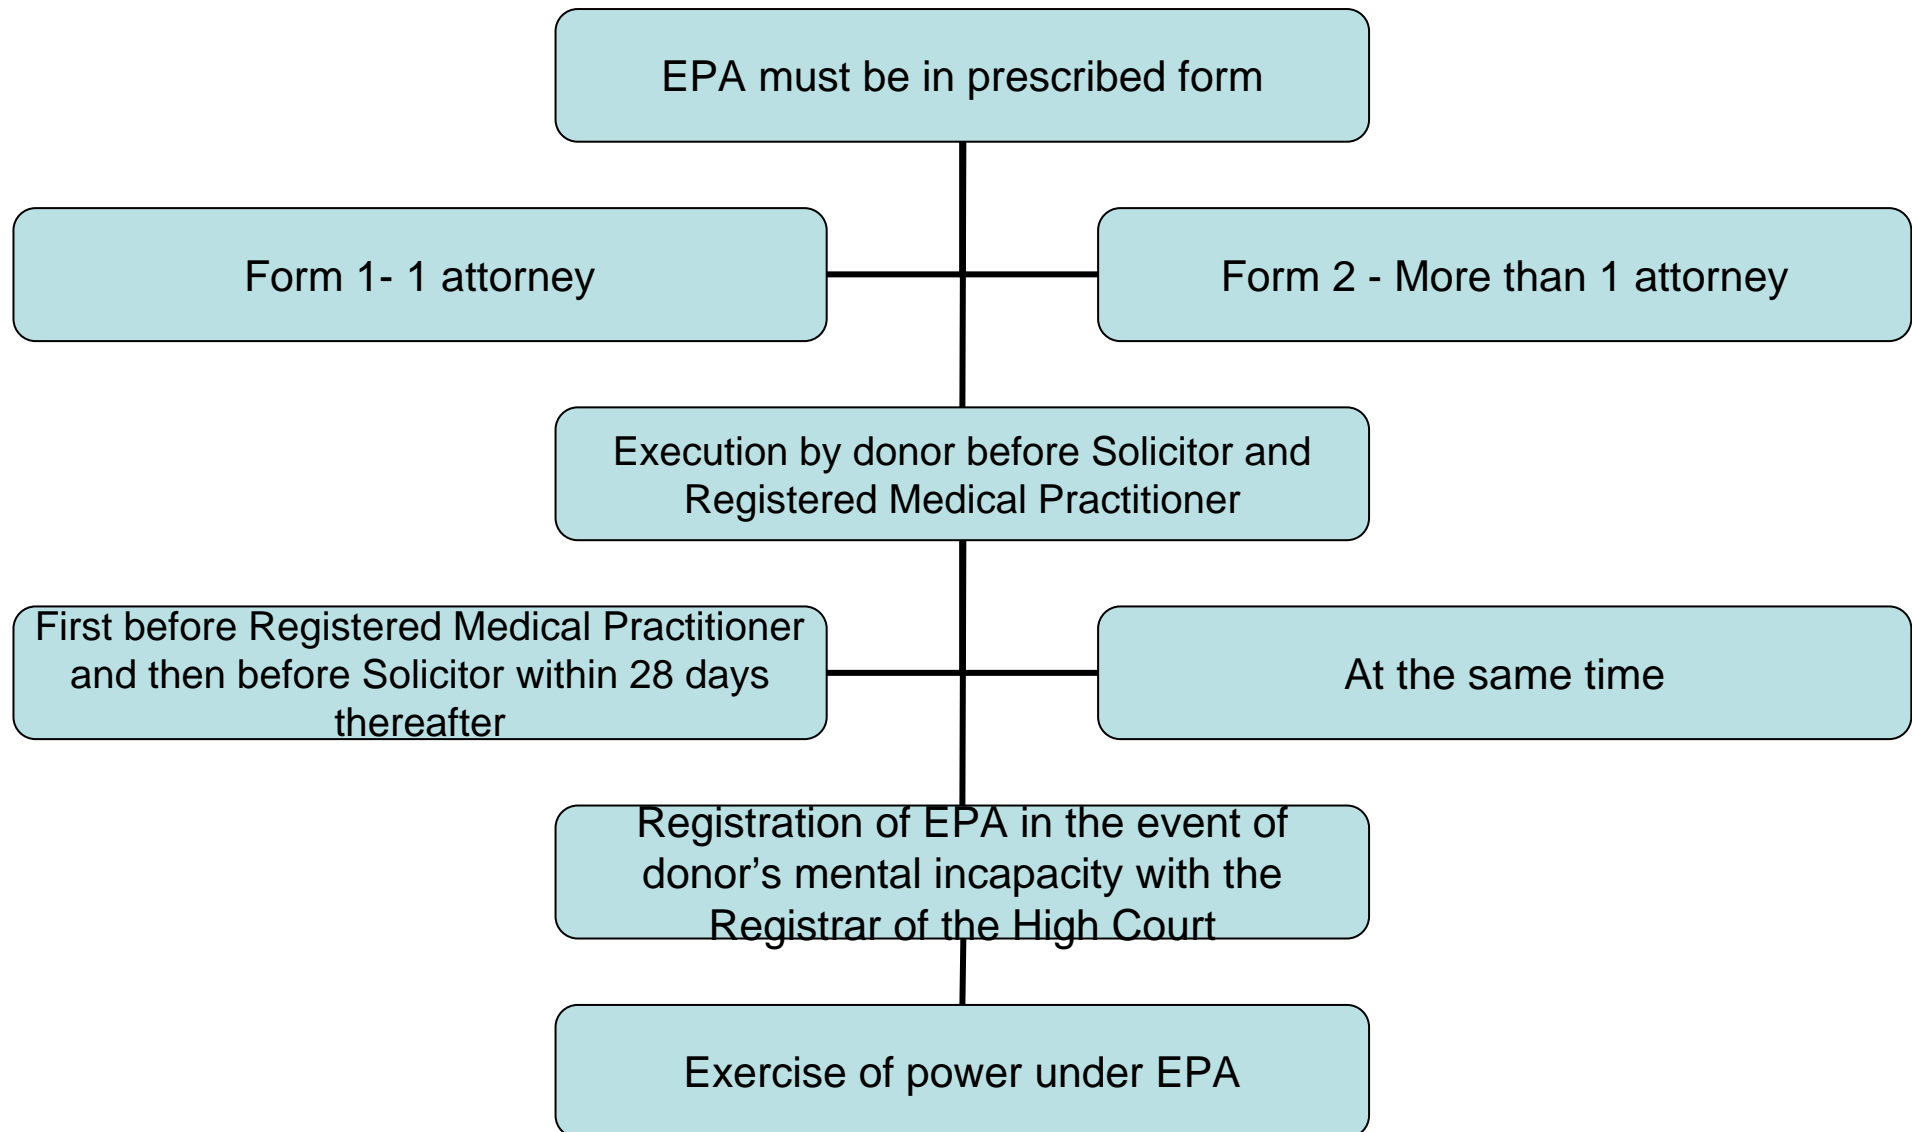 EPA must be in prescribed form
Form 1- 1 attorney
Form 2 - More than 1 attorney
Execution by donor before Solicitor and
Registered Medical Practitioner
First before Registered Medical Practitioner
and then before Solicitor within 28 days
thereafter
At the same time
Registration of EPA in the event of
donor’s mental incapacity with the
Registrar of the High Court
Exercise of power under EPA